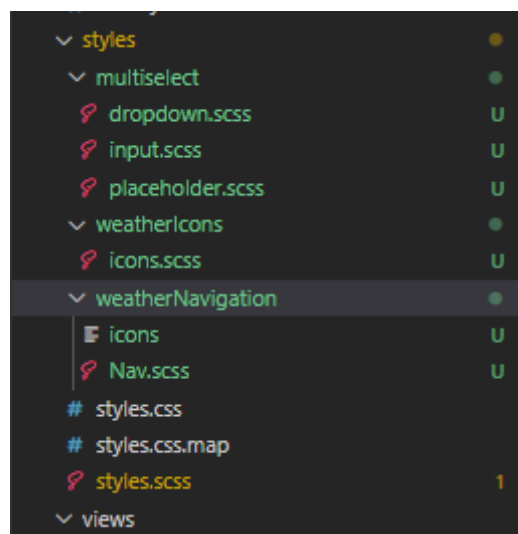 styles
multiselect
dropdown.scss U
input.scss U
placeholder.scss U
weatherIcons
icons.scss U
weatherNavigation
icons U
Nav.scss U
# styles.css
# styles.css.map
styles.scss 1
views